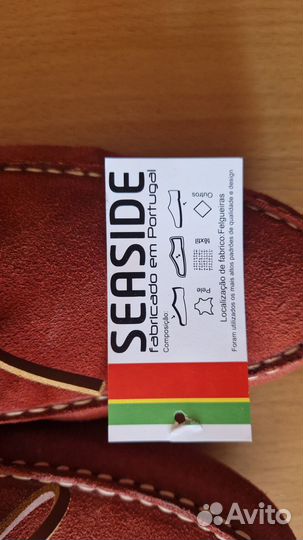 SEASIDE
fabricado em Portugal
Composição:
Pele
Têxtil
Outros
Localização de fabrico: Felgueiras
Foram utilizados os mais altos padrões de qualidade e design
Avito